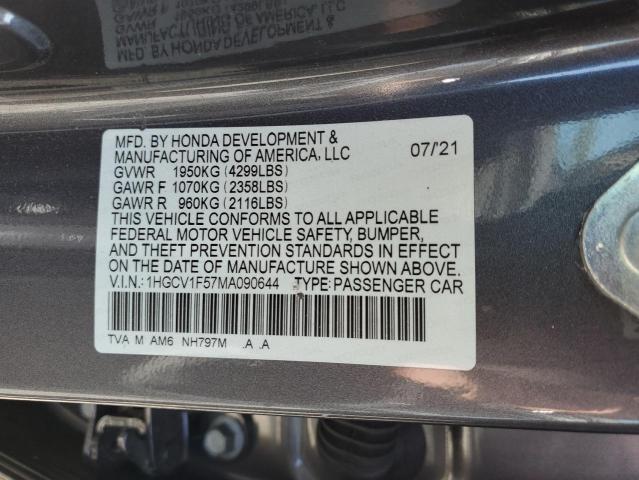 MFD. BY HONDA DEVELOPMENT &
MANUFACTURING OF AMERICA, LLC 07/'21
GVWR 1950KG (4299LBS)
GAWR F 1070KG (2358LBS)
GAWR R 960KG (2116LBS)
THIS VEHICLE CONFORMS TO ALL APPLICABLE
FEDERAL MOTOR VEHICLE SAFETY, BUMPER,
AND THEFT PREVENTION STANDARDS IN EFFECT
ON THE DATE OF MANUFACTURE SHOWN ABOVE.
V.I.N.: 1HGCV1F57MA090644 TYPE: PASSENGER CAR
TVA M AM6 NH797M .A .A